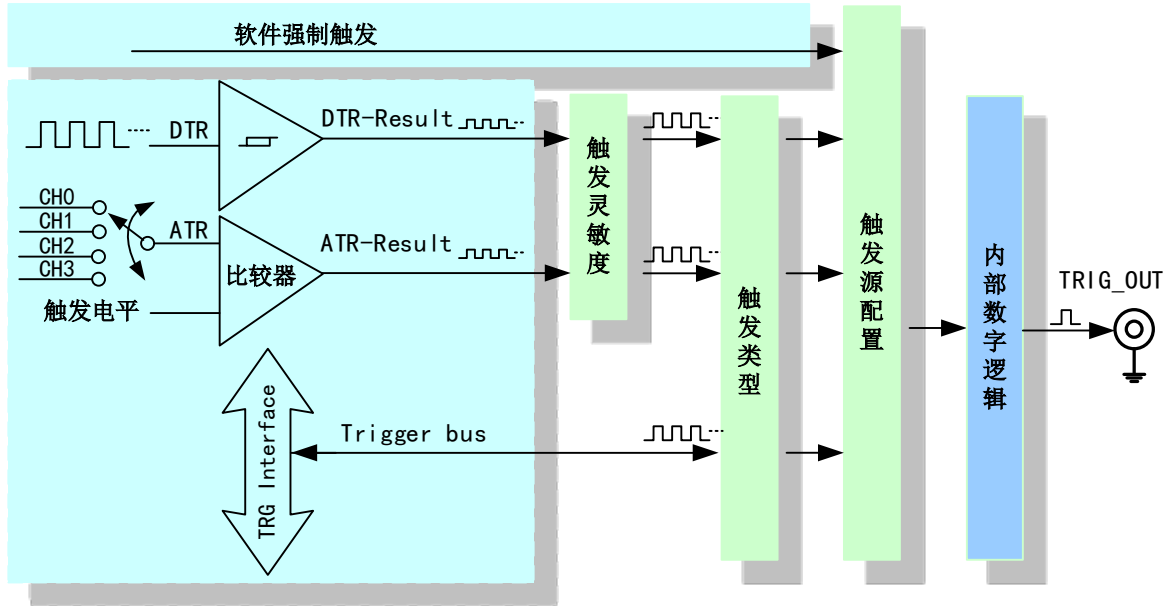 软件强制触发
DTR
DTR-Result
CH0
CH1
CH2
CH3
ATR
ATR-Result
比较器
触发电平
TRG Interface
Trigger bus
触发灵敏度
触发类型
触发源配置
内部数字逻辑
TRIG_OUT